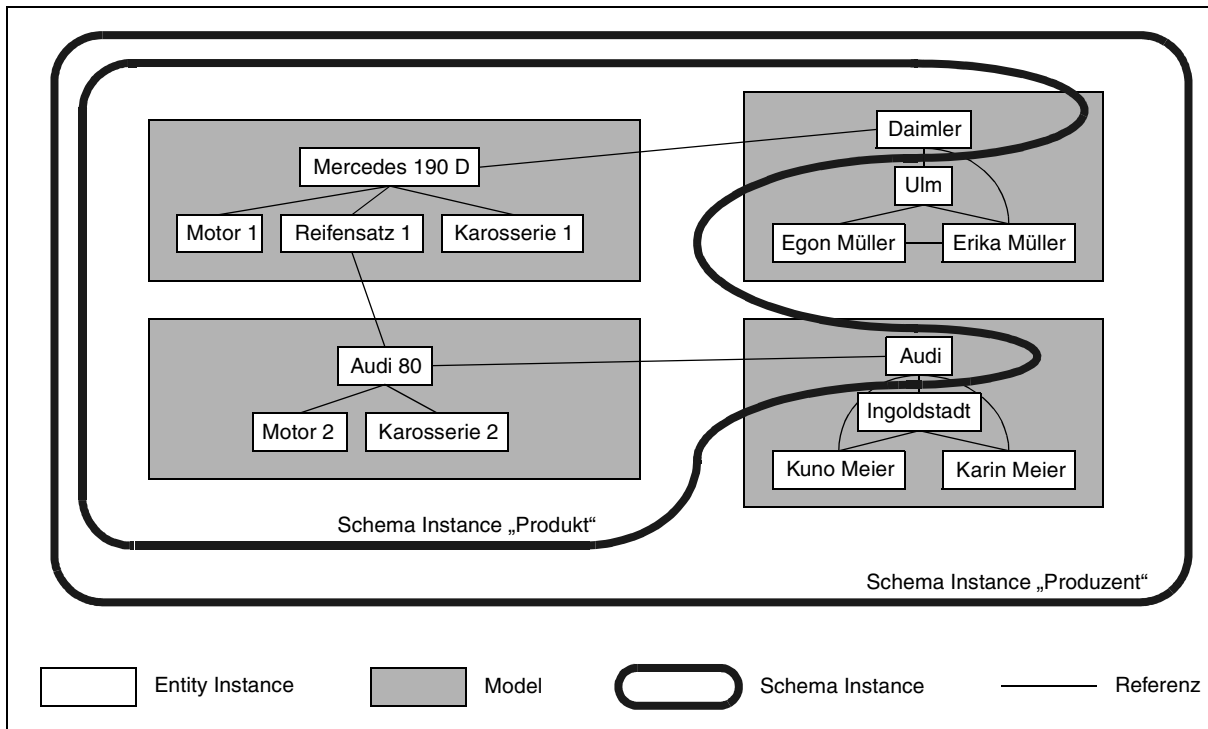 Daimler
Mercedes 190 D
Ulm
Motor 1
Reifensatz 1
Karosserie 1
Egon Müller
Erika Müller
Audi 80
Audi
Motor 2
Karosserie 2
Ingoldstadt
Kuno Meier
Karin Meier
Schema Instance „Produkt“
Schema Instance „Produzent“
Entity Instance
Model
Schema Instance
Referenz